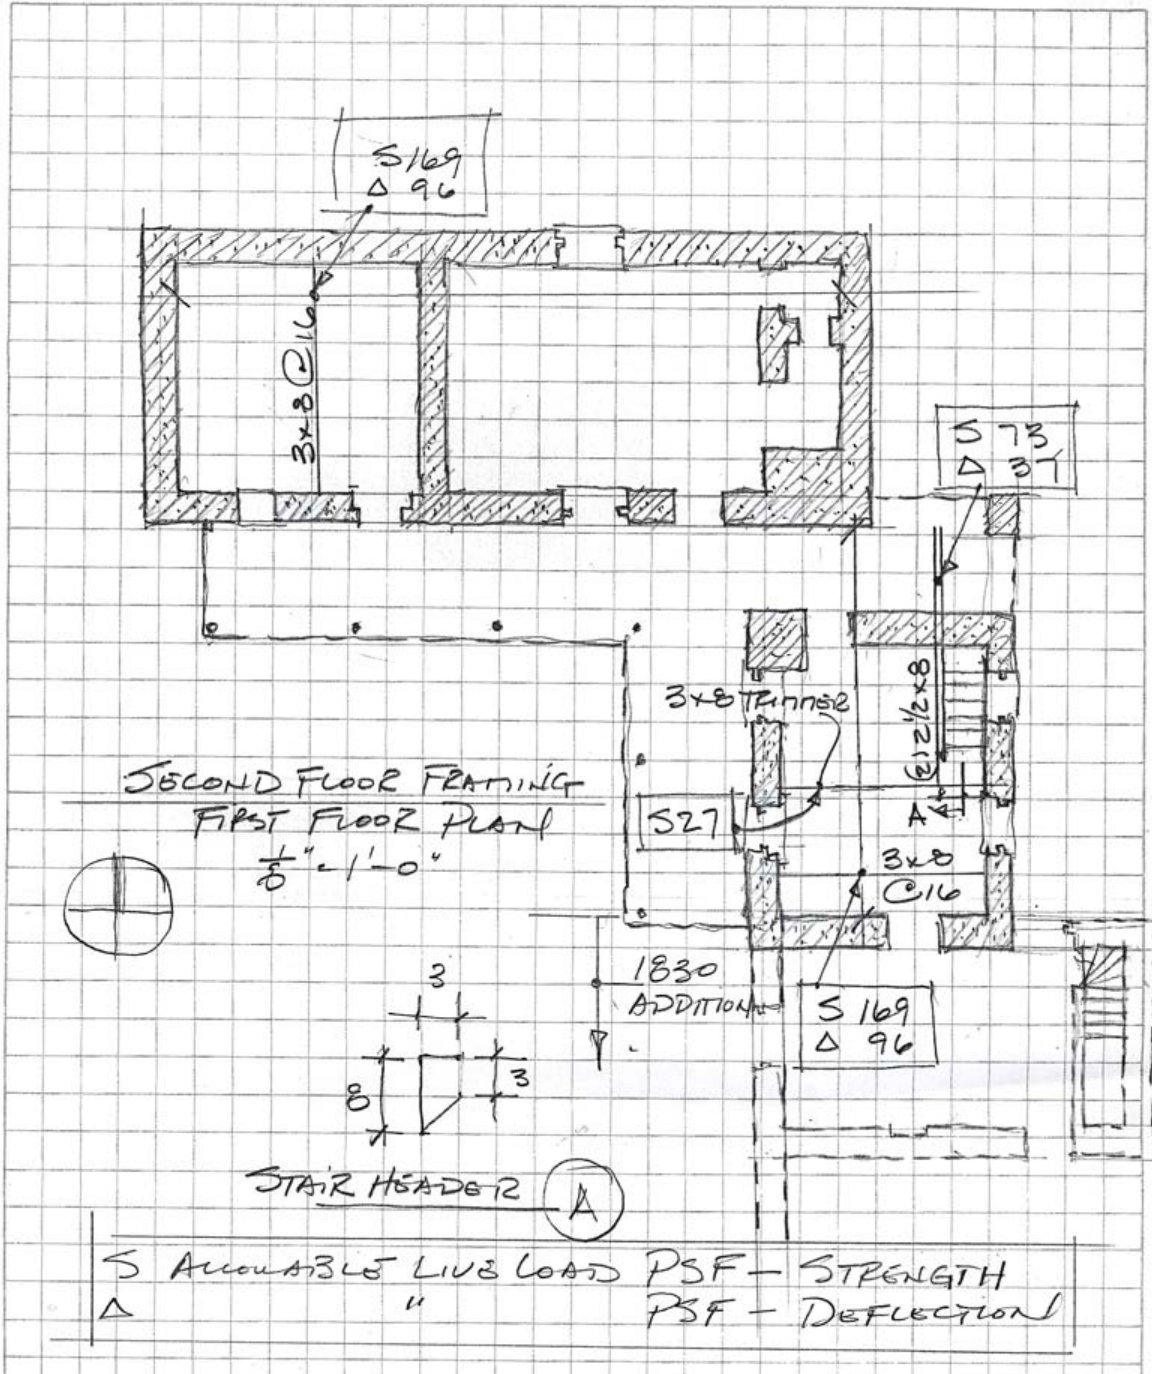 S 169
Δ 96
3x8 @ 16
S 73
Δ 37
3x8 TRIMMER
(2) 2 1/2 x 8
SECOND FLOOR FRAMING
FIRST FLOOR PLAN
1/8" = 1'-0"
S27
A
3x8
@16
1830
ADDITION
S 169
Δ 96
3
8
3
STAIR HEADER
A
S ALLOWABLE LIVE LOAD PSF - STRENGTH
Δ " PSF - DEFLECTION